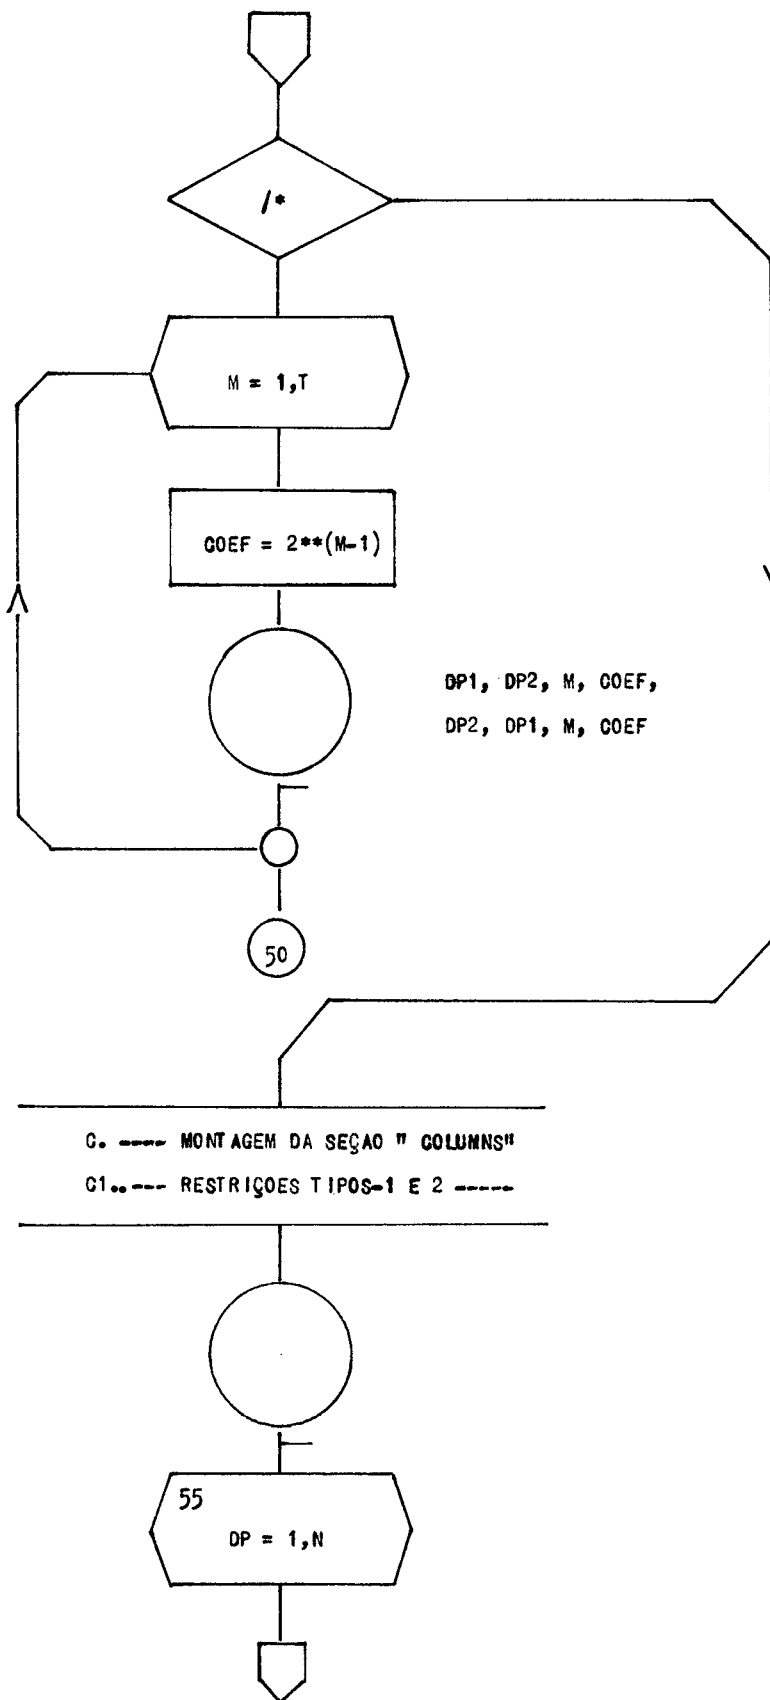 /*
M = 1,T
COEF = 2**(M-1)
DP1, DP2, M, COEF,
DP2, DP1, M, COEF
50
C. ---- MONTAGEM DA SEÇAO " COLUMNS"
C1..--- RESTRIÇOES TIPOS-1 E 2 -----
55
DP = 1,N